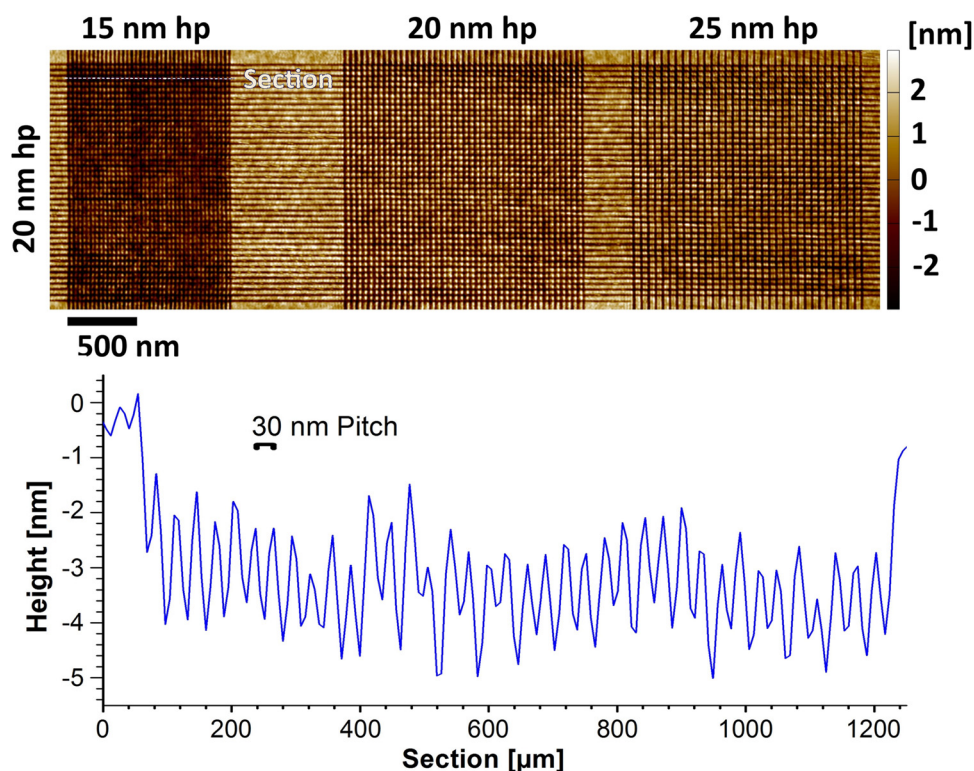 15 nm hp 20 nm hp 25 nm hp [nm]
Section
20 nm hp
2
1
0
-1
-2
500 nm
30 nm Pitch
Height [nm]
0
-1
-2
-3
-4
-5
0 200 400 600 800 1000 1200
Section [µm]